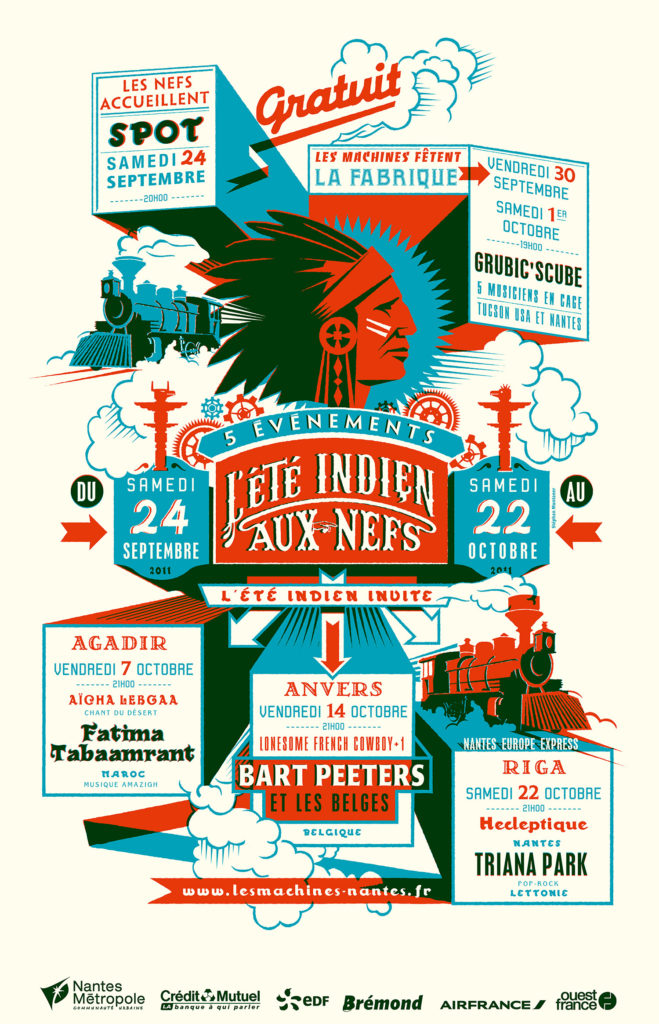 Gratuit
LES NEFS
ACCUEILLENT
SPOT
SAMEDI 24
SEPTEMBRE
20H00
LES MACHINES FÊTENT
LA FABRIQUE
VENDREDI 30
SEPTEMBRE
SAMEDI 1ER
OCTOBRE
19H00
GRUBIC'SCUBE
5 MUSICIENS EN CAGE
TUCSON USA ET NANTES
5 ÉVÉNEMENTS
L'ÉTÉ INDIEN
AUX NEFS
DU
SAMEDI
24
SEPTEMBRE
2011
AU
SAMEDI
22
OCTOBRE
2011
L'ÉTÉ INDIEN INVITE
AGADIR
VENDREDI 7 OCTOBRE
21H00
AÏCHA LEBGAA
CHANT DU DÉSERT
Fatima
Tabaamrant
MAROC
MUSIQUE AMAZIGH
ANVERS
VENDREDI 14 OCTOBRE
21H00
LONESOME FRENCH COWBOY+1
BART PEETERS
ET LES BELGES
BELGIQUE
NANTES EUROPE EXPRESS
RIGA
SAMEDI 22 OCTOBRE
21H00
Hecleptique
NANTES
TRIANA PARK
POP-ROCK
LETTONIE
www.lesmachines-nantes.fr
Nantes
Métropole
COMMUNAUTÉ URBAINE
Crédit Mutuel
LA banque à qui parler
eDF
Brémond
AIRFRANCE
ouest
france